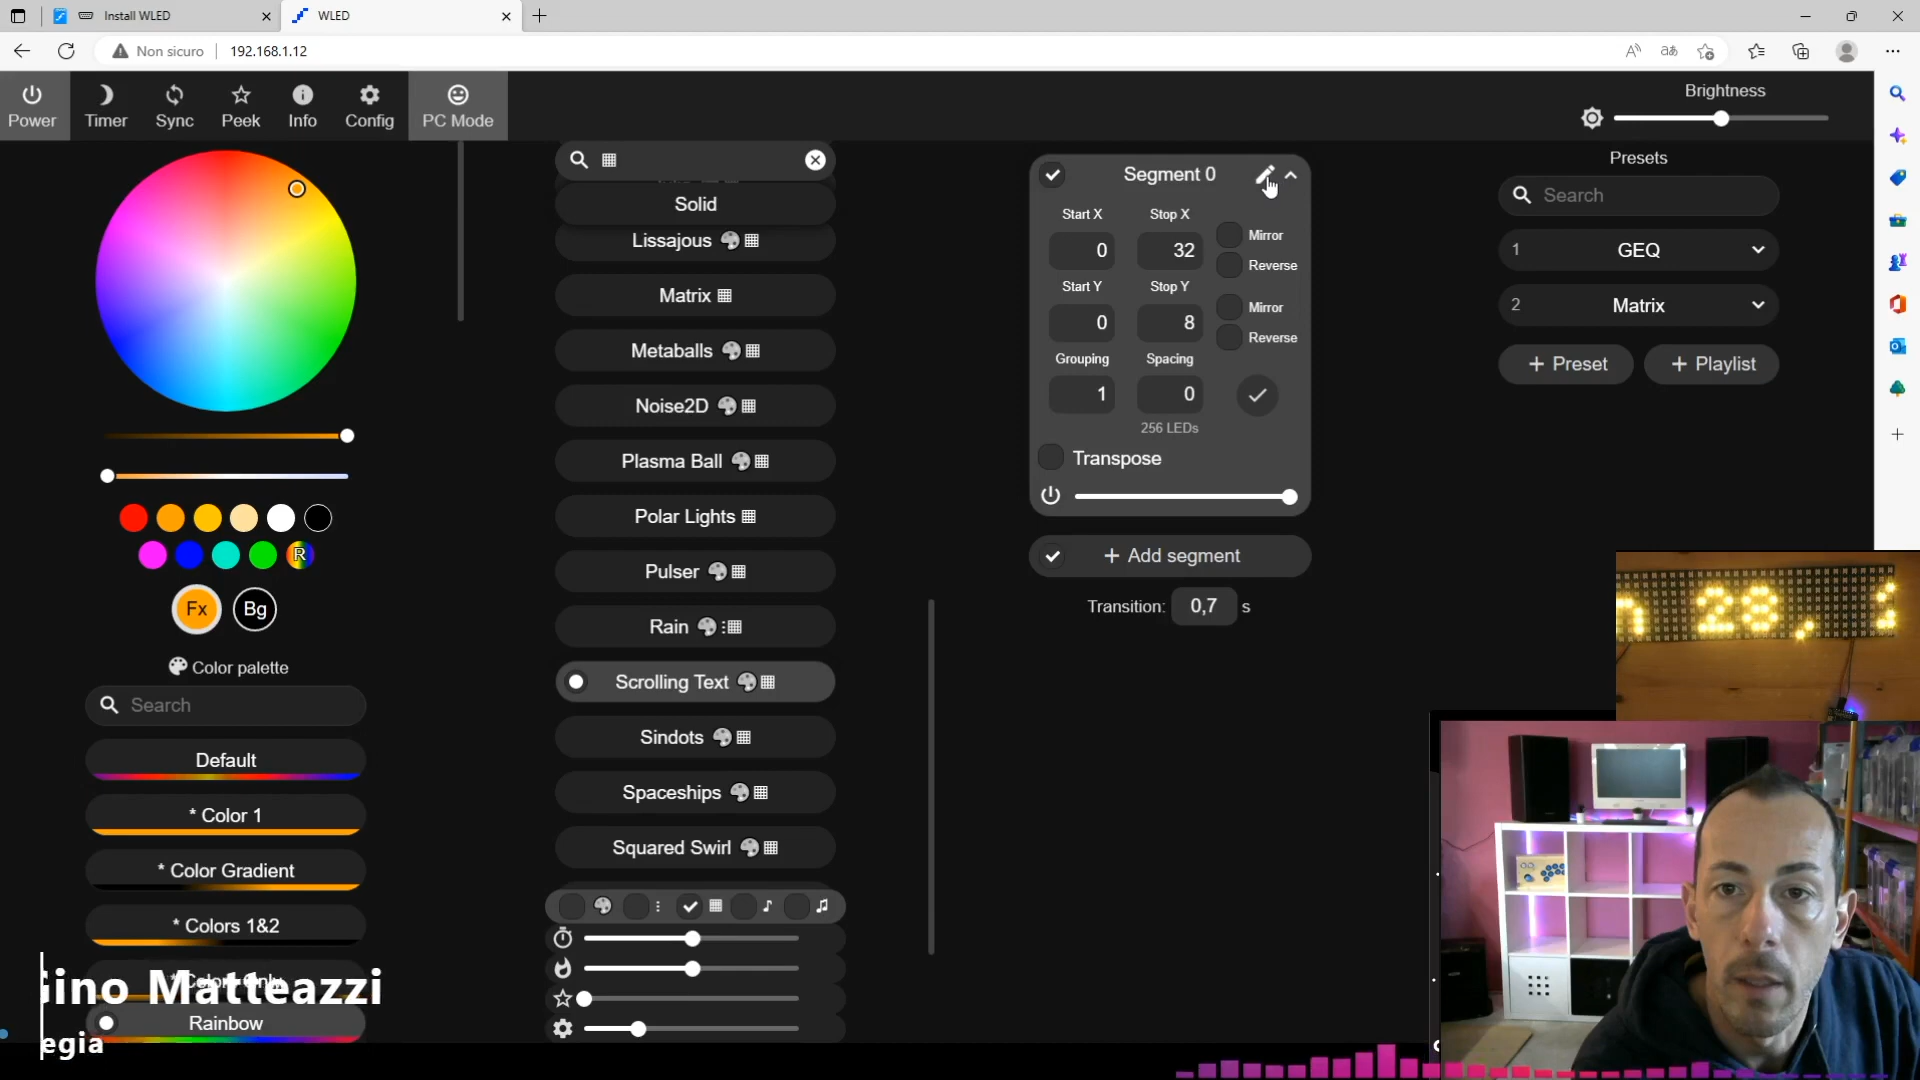 Install WLED
WLED
Non sicuro
192.168.1.12
Power
Timer
Sync
Peek
Info
Config
PC Mode
Brightness
R
Fx
Bg
Color palette
Search
Default
* Color 1
* Color Gradient
* Colors 1&2
Rainbow
Solid
Lissajous
Matrix
Metaballs
Noise2D
Plasma Ball
Polar Lights
Pulser
Rain
Scrolling Text
Sindots
Spaceships
Squared Swirl
Segment 0
Start X
Stop X
0
32
Mirror
Reverse
Start Y
Stop Y
0
8
Mirror
Reverse
Grouping
Spacing
1
0
256 LEDs
Transpose
+ Add segment
Transition: 0,7 s
Presets
Search
1 GEQ
2 Matrix
+ Preset
+ Playlist
n 28,
ino Matteazzi
egia